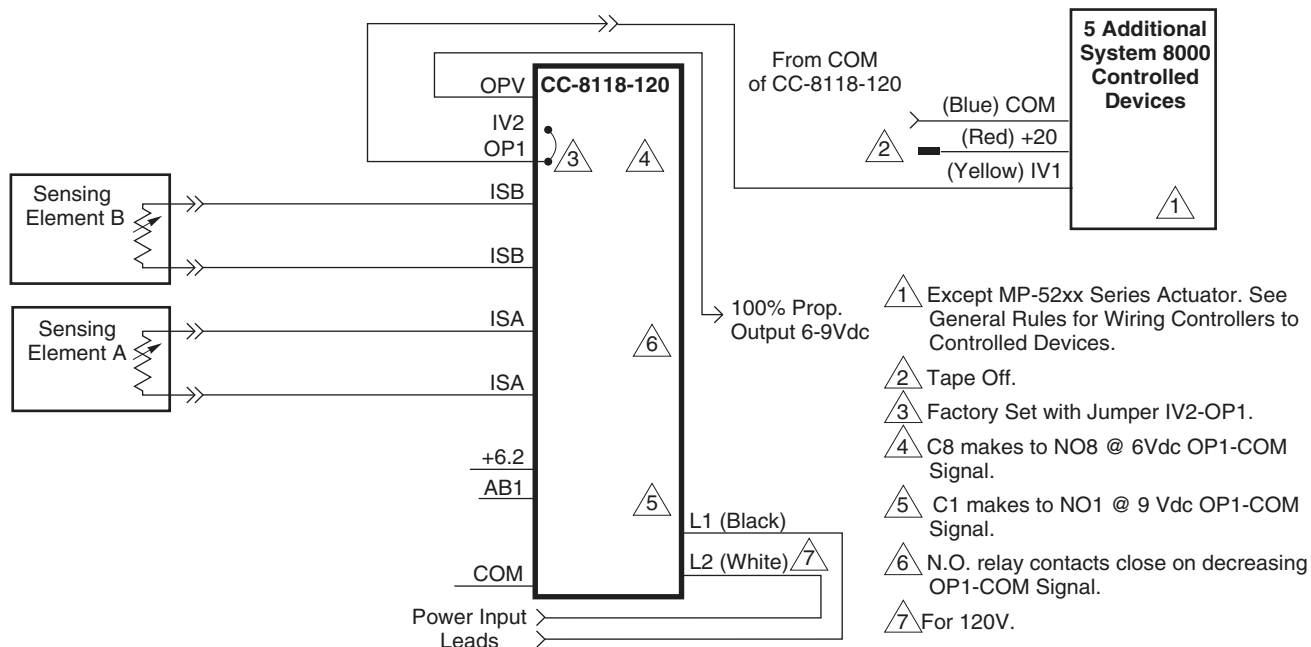 5 Additional
System 8000
Controlled
Devices
From COM
of CC-8118-120
(Blue) COM
(Red) +20
(Yellow) IV1
2
1
CC-8118-120
OPV
IV2
OP1
3
4
ISB
ISB
ISA
ISA
6
+6.2
AB1
5
COM
L1 (Black)
L2 (White)
7
Sensing
Element B
Sensing
Element A
100% Prop.
Output 6-9Vdc
Power Input
Leads
1 Except MP-52xx Series Actuator. See
General Rules for Wiring Controllers to
Controlled Devices.
2 Tape Off.
3 Factory Set with Jumper IV2-OP1.
4 C8 makes to NO8 @ 6Vdc OP1-COM
Signal.
5 C1 makes to NO1 @ 9 Vdc OP1-COM
Signal.
6 N.O. relay contacts close on decreasing
OP1-COM Signal.
7 For 120V.